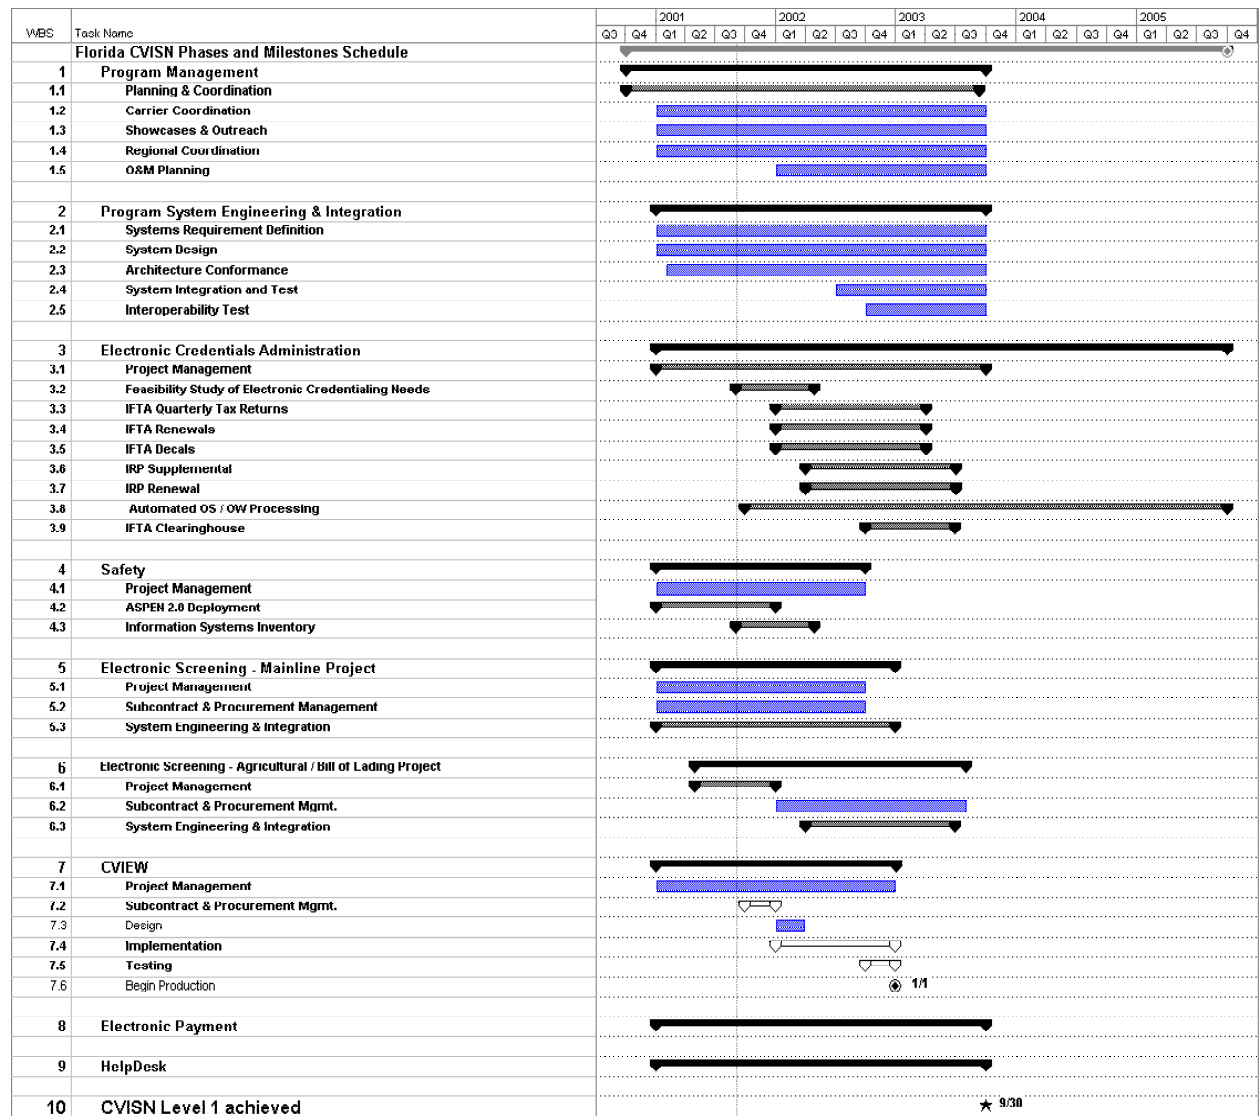 2001 2002 2003 2004 2005
WBS Task Name Q3 Q4 Q1 Q2 Q3 Q4 Q1 Q2 Q3 Q4 Q1 Q2 Q3 Q4 Q1 Q2 Q3 Q4 Q1 Q2 Q3 Q4
Florida CVISN Phases and Milestones Schedule
1 Program Management
1.1 Planning & Coordination
1.2 Carrier Coordination
1.3 Showcases & Outreach
1.4 Regional Coordination
1.5 O&M Planning
2 Program System Engineering & Integration
2.1 Systems Requirement Definition
2.2 System Design
2.3 Architecture Conformance
2.4 System Integration and Test
2.5 Interoperability Test
3 Electronic Credentials Administration
3.1 Project Management
3.2 Feasibility Study of Electronic Credentialing Needs
3.3 IFTA Quarterly Tax Returns
3.4 IFTA Renewals
3.5 IFTA Decals
3.6 IRP Supplemental
3.7 IRP Renewal
3.8 Automated OS / OW Processing
3.9 IFTA Clearinghouse
4 Safety
4.1 Project Management
4.2 ASPEN 2.0 Deployment
4.3 Information Systems Inventory
5 Electronic Screening - Mainline Project
5.1 Project Management
5.2 Subcontract & Procurement Management
5.3 System Engineering & Integration
6 Electronic Screening - Agricultural / Bill of Lading Project
6.1 Project Management
6.2 Subcontract & Procurement Mgmt.
6.3 System Engineering & Integration
7 CVIEW
7.1 Project Management
7.2 Subcontract & Procurement Mgmt.
7.3 Design
7.4 Implementation
7.5 Testing
7.6 Begin Production 1/1
8 Electronic Payment
9 HelpDesk
10 CVISN Level 1 achieved 9/30